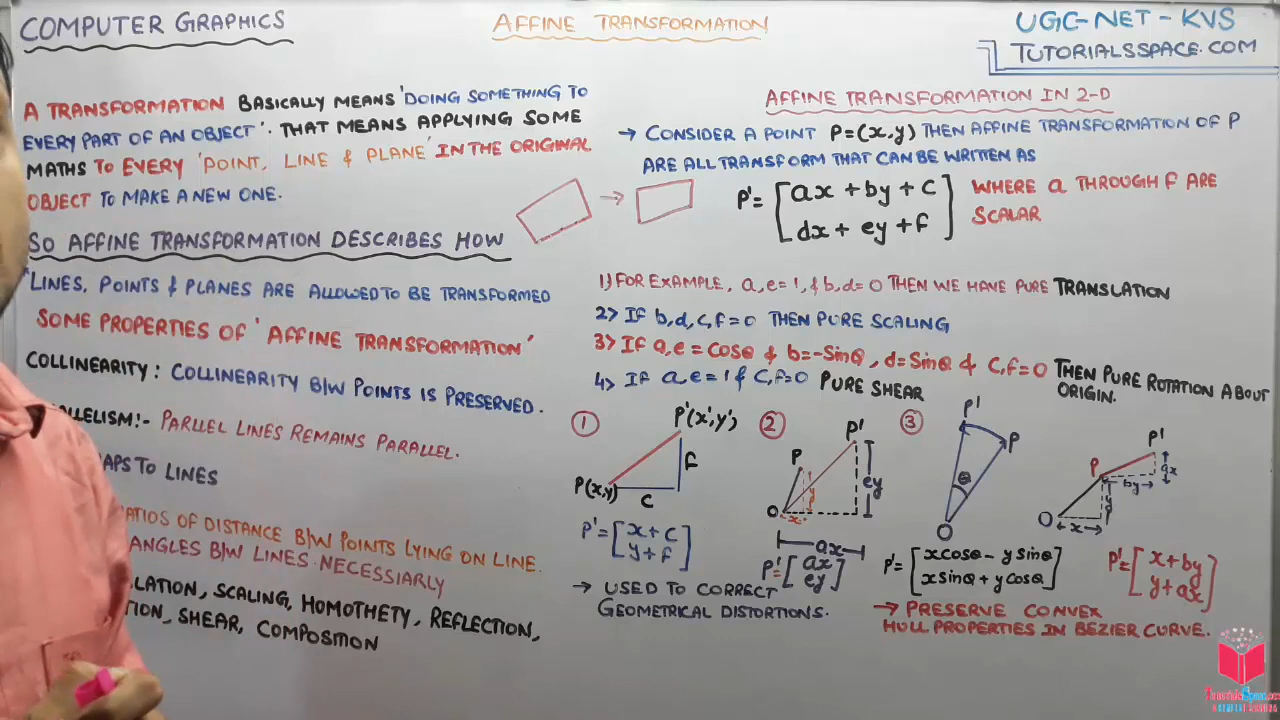 COMPUTER GRAPHICS
AFFINE TRANSFORMATION
UGC-NET-KVS
TUTORIALSSPACE.COM
A TRANSFORMATION BASICALLY MEANS 'DOING SOMETHING TO
EVERY PART OF AN OBJECT'. THAT MEANS APPLYING SOME
MATHS TO EVERY 'POINT, LINE & PLANE' IN THE ORIGINAL
OBJECT TO MAKE A NEW ONE.
SO AFFINE TRANSFORMATION DESCRIBES HOW
'LINES, POINTS & PLANES ARE ALLOWED TO BE TRANSFORMED
SOME PROPERTIES OF 'AFFINE TRANSFORMATION'
COLLINEARITY: COLLINEARITY B/W POINTS IS PRESERVED.
LLELISM!- PARLLEL LINES REMAINS PARALLEL.
APS TO LINES
ATIOS OF DISTANCE B/W POINTS LYING ON LINE.
ANGLES B/W LINES NECESSIARLY
LATION, SCALING, HOMOTHETY, REFLECTION,
TION, SHEAR, COMPOSITION
AFFINE TRANSFORMATION IN 2-D
→ CONSIDER A POINT P=(x,y) THEN AFFINE TRANSFORMATION OF P
ARE ALL TRANSFORM THAT CAN BE WRITTEN AS
P'= [ax + by + c
dx + ey + f] WHERE a THROUGH f ARE
SCALAR
1) FOR EXAMPLE, a,e=1, & b,d=0 THEN WE HAVE PURE TRANSLATION
2> IF b,d,c,f=0 THEN PURE SCALING
3> IF a,e=cosθ & b=-Sinθ, d=Sinθ & c,f=0 THEN PURE ROTATION ABOUT
ORIGIN.
4> IF a,e=1 & c,f=0 PURE SHEAR
1
P'(x',y')
P(x,y)
c
f
P'= [x+c
y+f]
2
P
P'
O
x
y
ey
ax
P'= [ax
ey]
3
P'
P
θ
O
P'= [xcosθ - ysinθ
xsinθ + ycosθ]
P
P'
O
x
y
by
ax
P'= [x+by
y+ax]
→ USED TO CORRECT
GEOMETRICAL DISTORTIONS.
→ PRESERVE CONVEX
HULL PROPERTIES IN BEZIER CURVE.